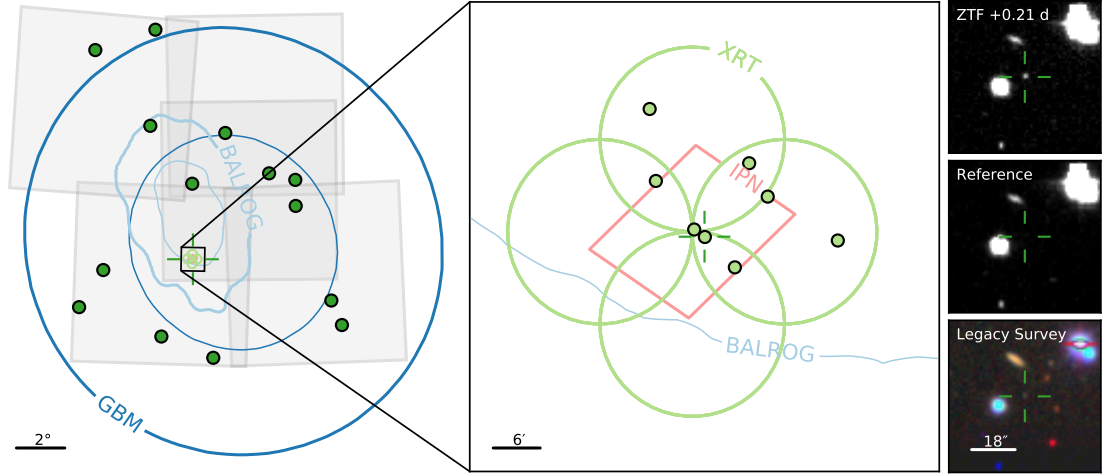 BALROG
GBM
2°
XRT
IPN
BALROG
6′
ZTF +0.21 d
Reference
Legacy Survey
18″